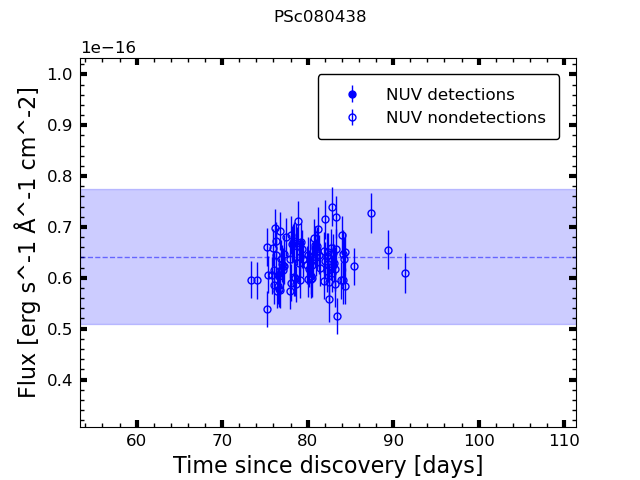 PSc080438
1e−16
1.0
0.9
0.8
0.7
0.6
0.5
0.4
Flux [erg s^-1 Å^-1 cm^-2]
NUV detections
NUV nondetections
60 70 80 90 100 110
Time since discovery [days]